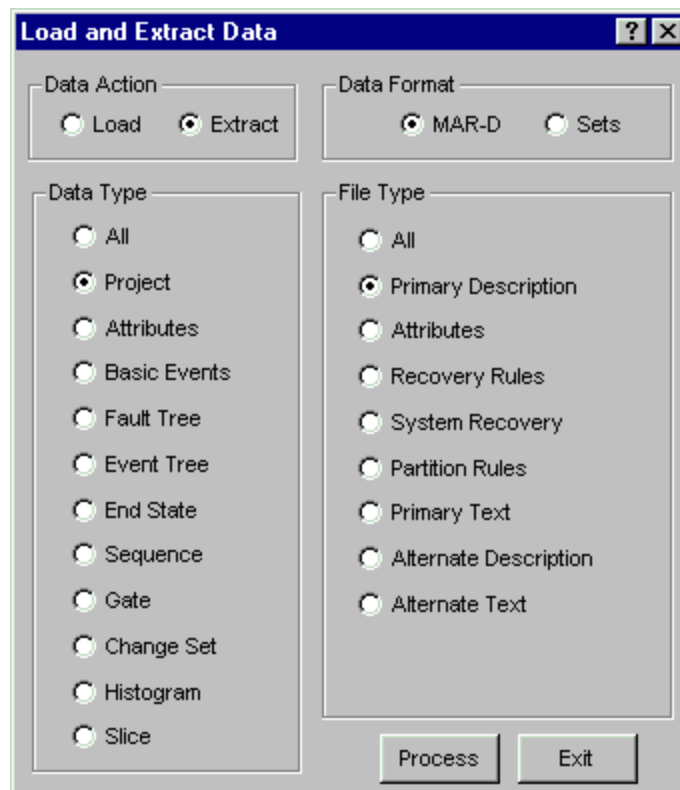 Load and Extract Data
Data Action
Load Extract
Data Format
MAR-D Sets
Data Type
All
Project
Attributes
Basic Events
Fault Tree
Event Tree
End State
Sequence
Gate
Change Set
Histogram
Slice
File Type
All
Primary Description
Attributes
Recovery Rules
System Recovery
Partition Rules
Primary Text
Alternate Description
Alternate Text
Process Exit